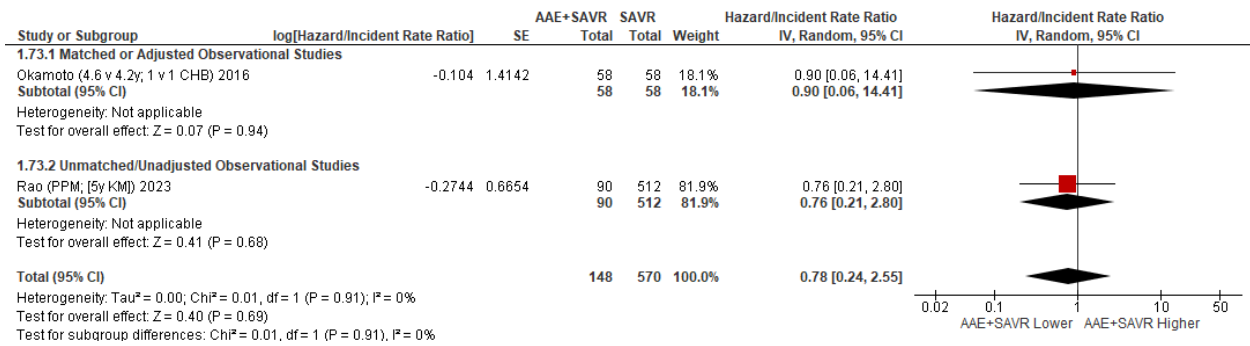 AAE+SAVR SAVR Hazard/Incident Rate Ratio Hazard/Incident Rate Ratio
Study or Subgroup log[Hazard/Incident Rate Ratio] SE Total Total Weight IV, Random, 95% CI IV, Random, 95% CI
1.73.1 Matched or Adjusted Observational Studies
Okamoto (4.6 v 4.2y; 1 v 1 CHB) 2016 -0.104 1.4142 58 58 18.1% 0.90 [0.06, 14.41]
Subtotal (95% CI) 58 58 18.1% 0.90 [0.06, 14.41]
Heterogeneity: Not applicable
Test for overall effect: Z = 0.07 (P = 0.94)
1.73.2 Unmatched/Unadjusted Observational Studies
Rao (PPM; [5y KM]) 2023 -0.2744 0.6654 90 512 81.9% 0.76 [0.21, 2.80]
Subtotal (95% CI) 90 512 81.9% 0.76 [0.21, 2.80]
Heterogeneity: Not applicable
Test for overall effect: Z = 0.41 (P = 0.68)
Total (95% CI) 148 570 100.0% 0.78 [0.24, 2.55]
Heterogeneity: Tau² = 0.00; Chi² = 0.01, df = 1 (P = 0.91); I² = 0%
Test for overall effect: Z = 0.40 (P = 0.69)
Test for subgroup differences: Chi² = 0.01, df = 1 (P = 0.91), I² = 0%
0.02 0.1 1 10 50
AAE+SAVR Lower AAE+SAVR Higher